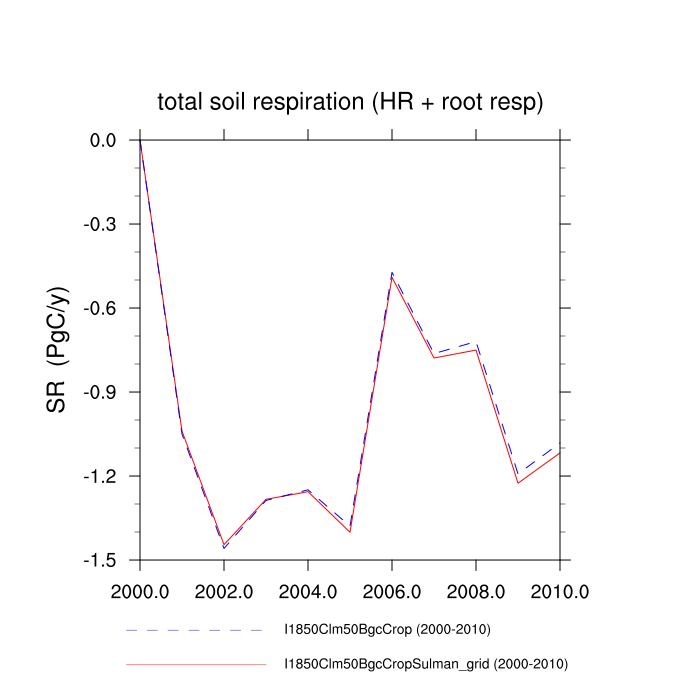 total soil respiration (HR + root resp)
0.0
-0.3
-0.6
-0.9
-1.2
-1.5
SR (PgC/y)
2000.0 2002.0 2004.0 2006.0 2008.0 2010.0
I1850Clm50BgcCrop (2000-2010)
I1850Clm50BgcCropSulman_grid (2000-2010)